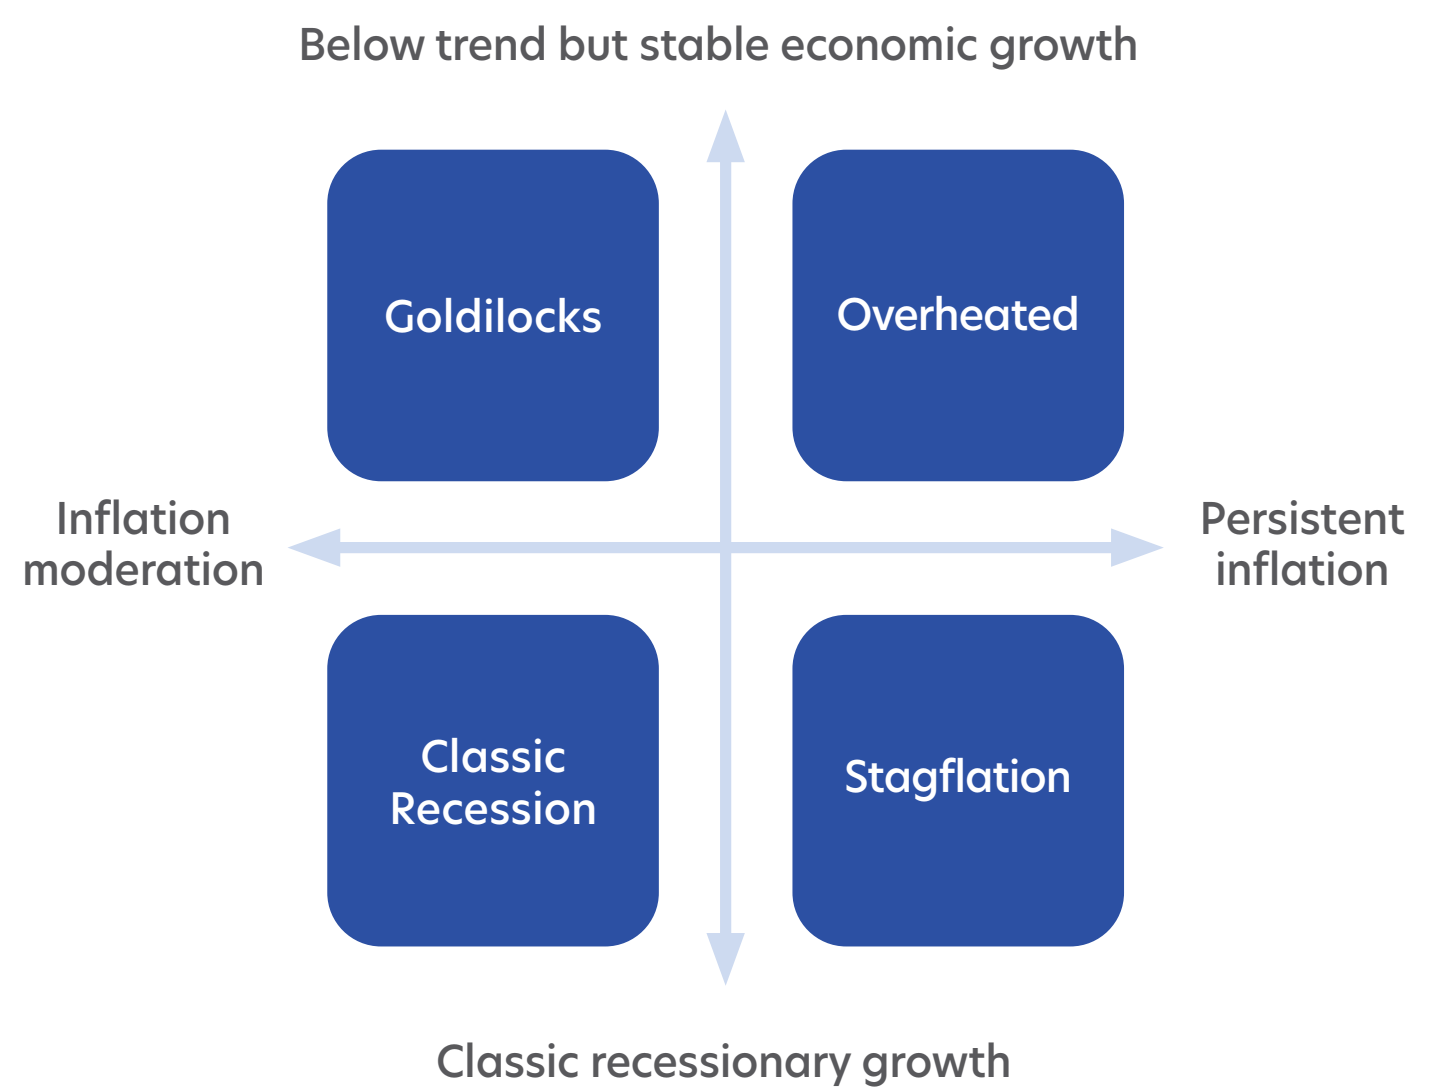 Below trend but stable economic growth
Goldilocks
Overheated
Inflation
moderation
Persistent
inflation
Classic
Recession
Stagflation
Classic recessionary growth